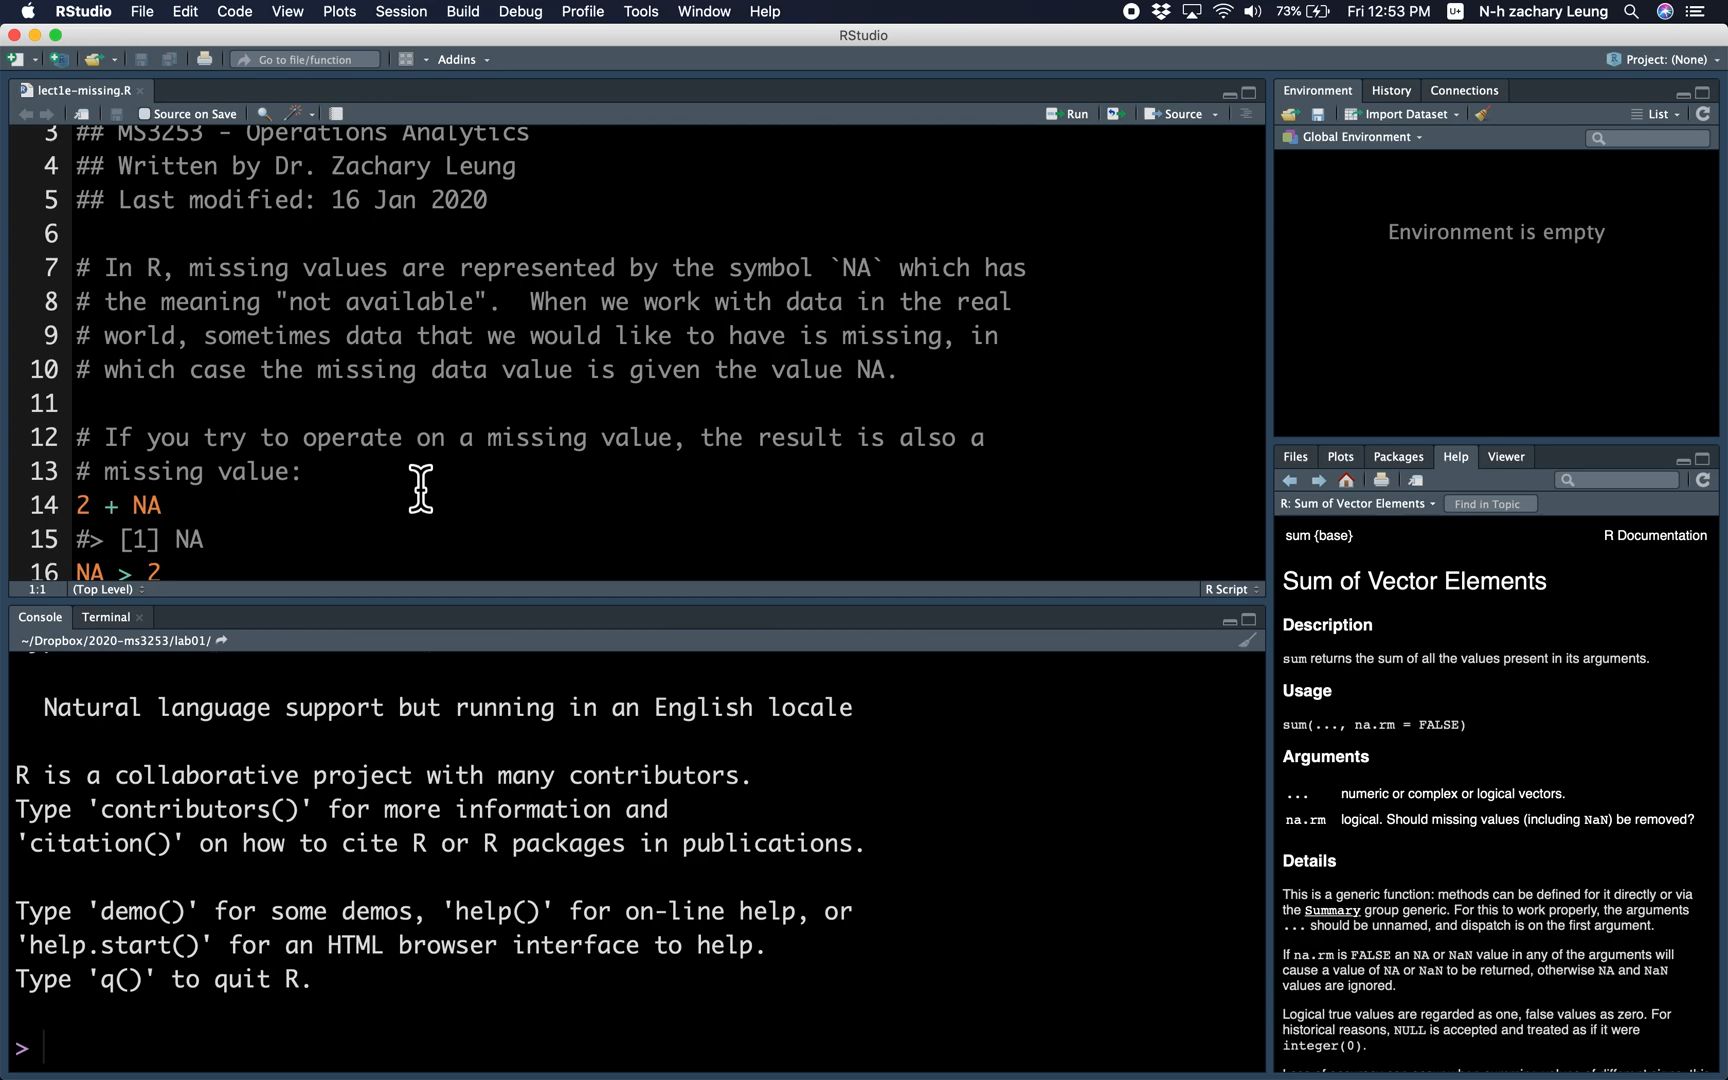 RStudio File Edit Code View Plots Session Build Debug Profile Tools Window Help 73% Fri 12:53 PM U+ N-h zachary Leung
RStudio
Go to file/function Addins Project: (None)
lect1e-missing.R
Source on Save Run Source
3 ## MS3253 - Operations Analytics
4 ## Written by Dr. Zachary Leung
5 ## Last modified: 16 Jan 2020
6
7 # In R, missing values are represented by the symbol `NA` which has
8 # the meaning "not available".  When we work with data in the real
9 # world, sometimes data that we would like to have is missing, in
10 # which case the missing data value is given the value NA.
11
12 # If you try to operate on a missing value, the result is also a
13 # missing value:
14 2 + NA
15 #> [1] NA
16 NA > 2
1:1 (Top Level) R Script
Console Terminal
~/Dropbox/2020-ms3253/lab01/
Natural language support but running in an English locale
R is a collaborative project with many contributors.
Type 'contributors()' for more information and
'citation()' on how to cite R or R packages in publications.
Type 'demo()' for some demos, 'help()' for on-line help, or
'help.start()' for an HTML browser interface to help.
Type 'q()' to quit R.
>
Environment History Connections
Import Dataset List
Global Environment
Environment is empty
Files Plots Packages Help Viewer
R: Sum of Vector Elements Find in Topic
sum {base} R Documentation
Sum of Vector Elements
Description
sum returns the sum of all the values present in its arguments.
Usage
sum(..., na.rm = FALSE)
Arguments
... numeric or complex or logical vectors.
na.rm logical. Should missing values (including NaN) be removed?
Details
This is a generic function: methods can be defined for it directly or via
the Summary group generic. For this to work properly, the arguments
... should be unnamed, and dispatch is on the first argument.
If na.rm is FALSE an NA or NaN value in any of the arguments will
cause a value of NA or NaN to be returned, otherwise NA and NaN
values are ignored.
Logical true values are regarded as one, false values as zero. For
historical reasons, NULL is accepted and treated as if it were
integer(0).